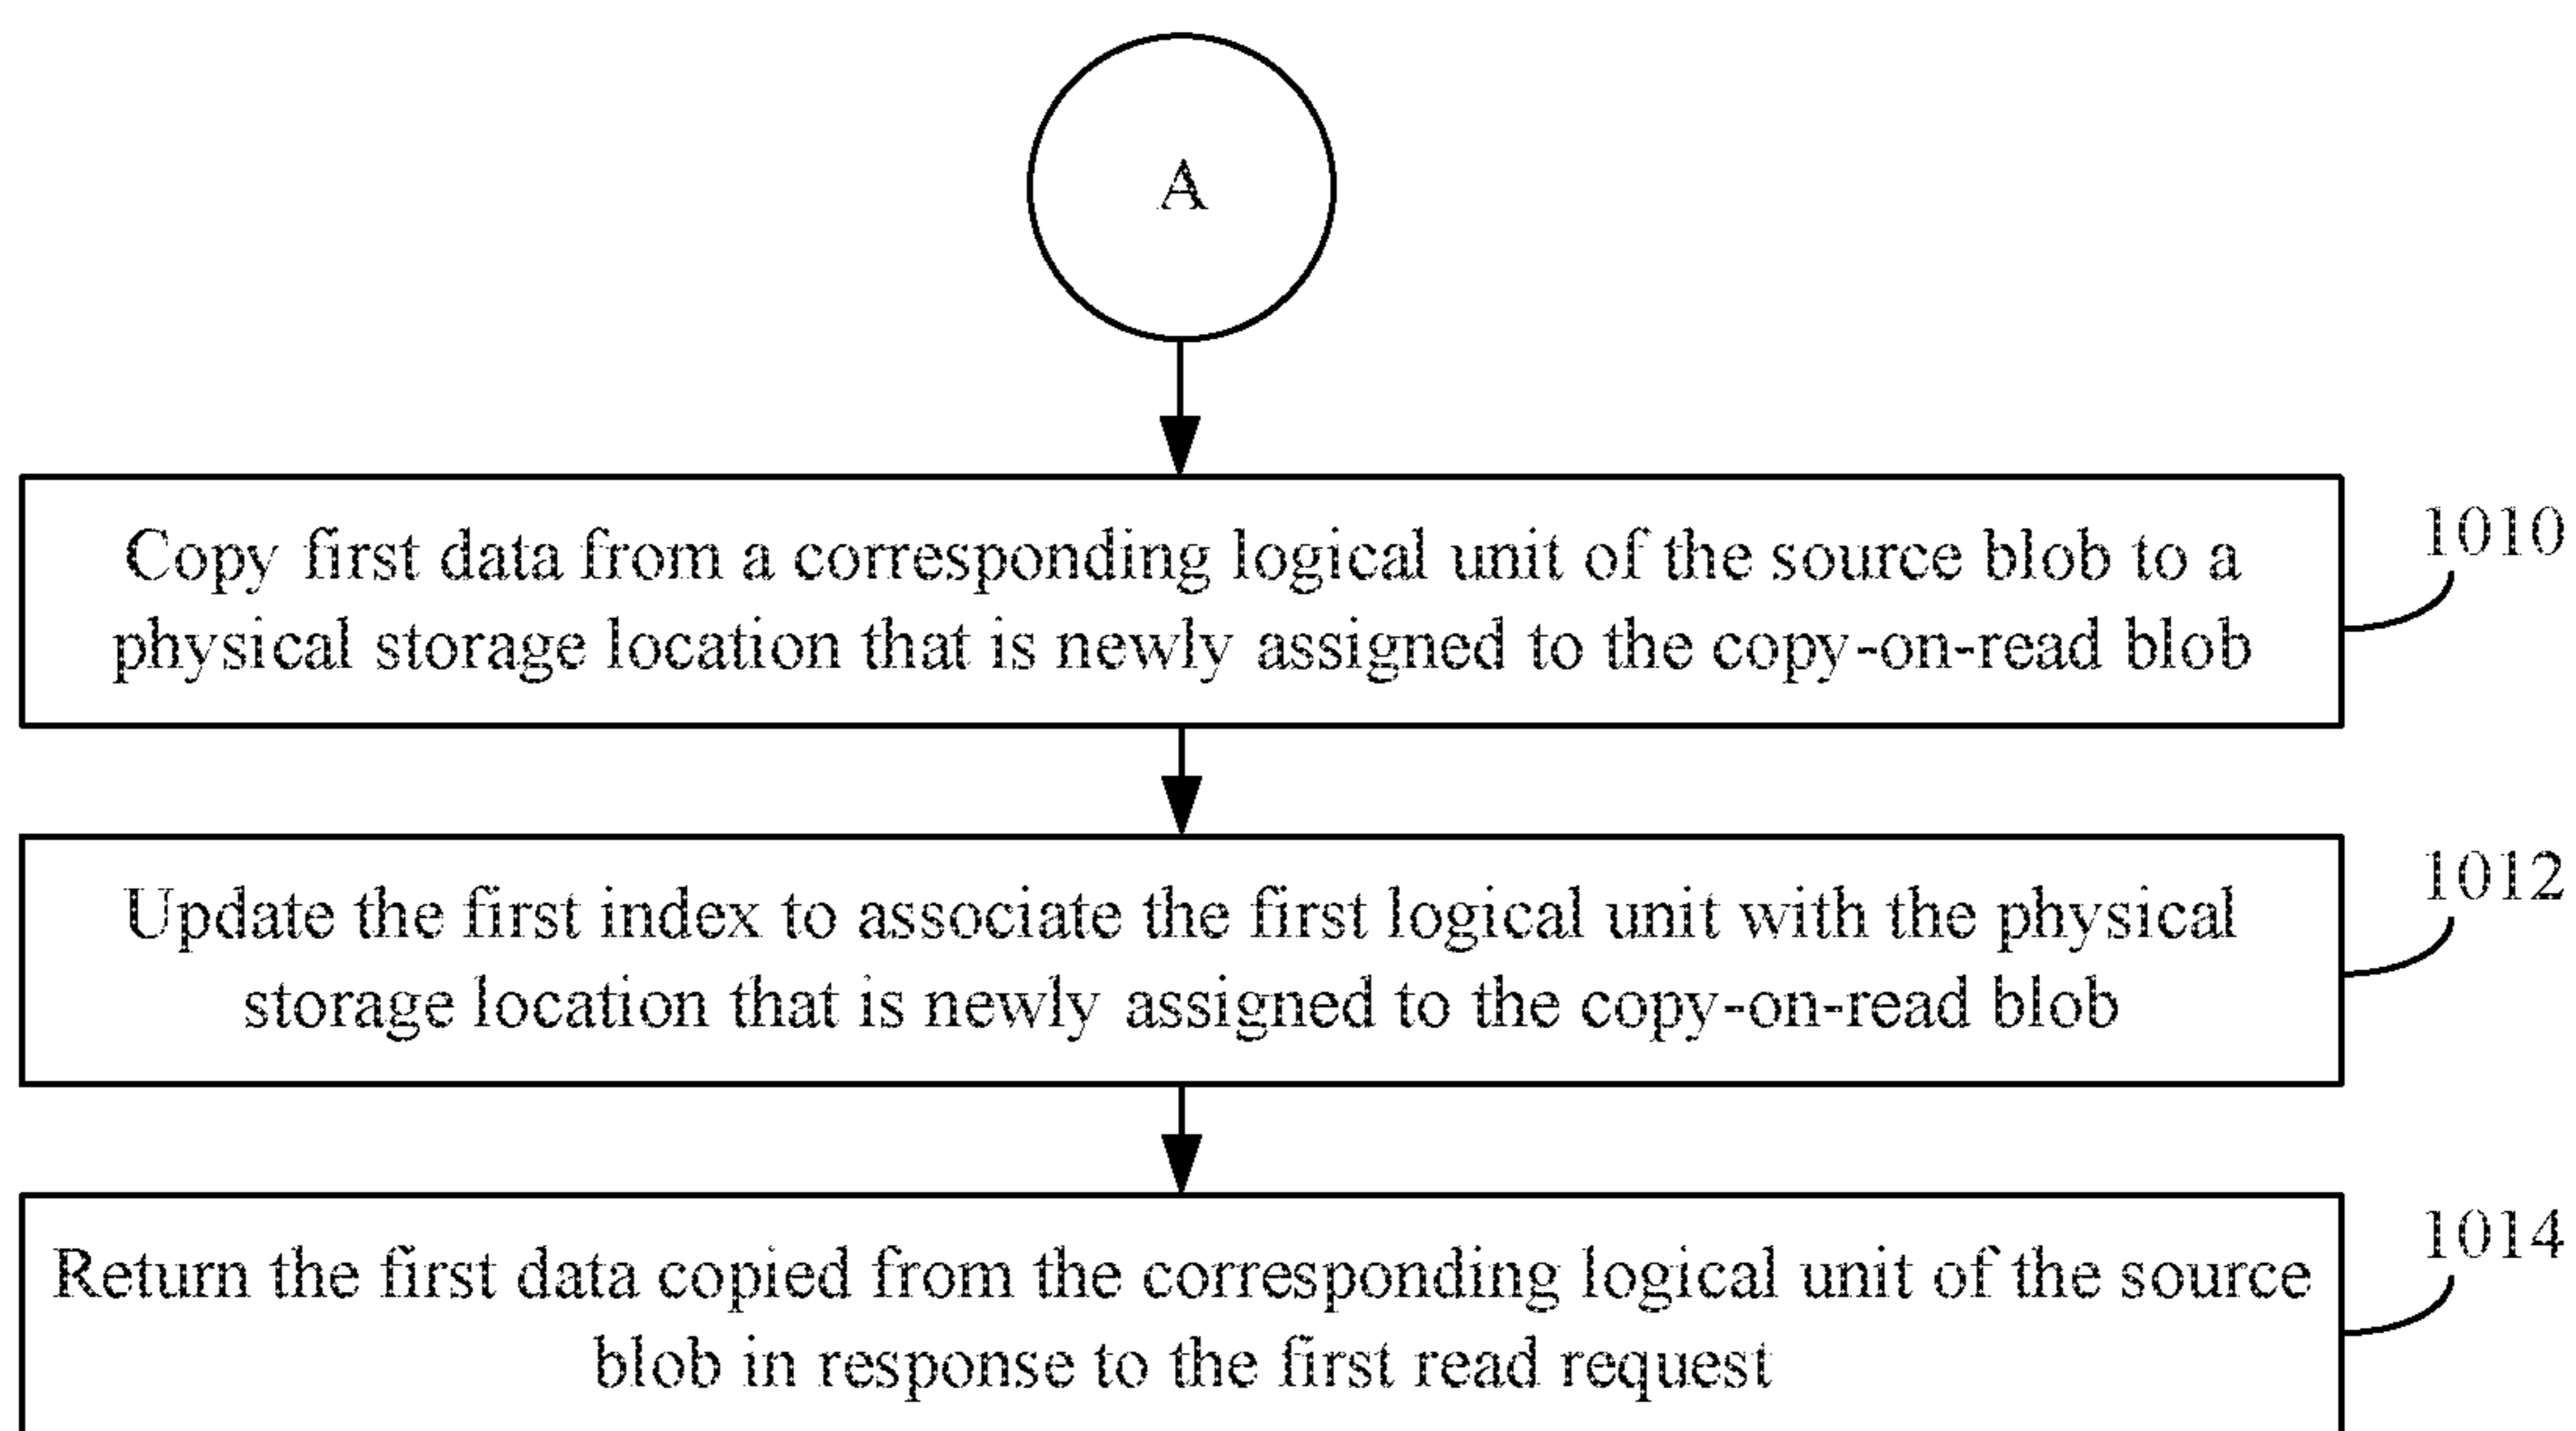 A
Copy first data from a corresponding logical unit of the source blob to a
physical storage location that is newly assigned to the copy-on-read blob
1010
Update the first index to associate the first logical unit with the physical
storage location that is newly assigned to the copy-on-read blob
1012
Return the first data copied from the corresponding logical unit of the source
blob in response to the first read request
1014